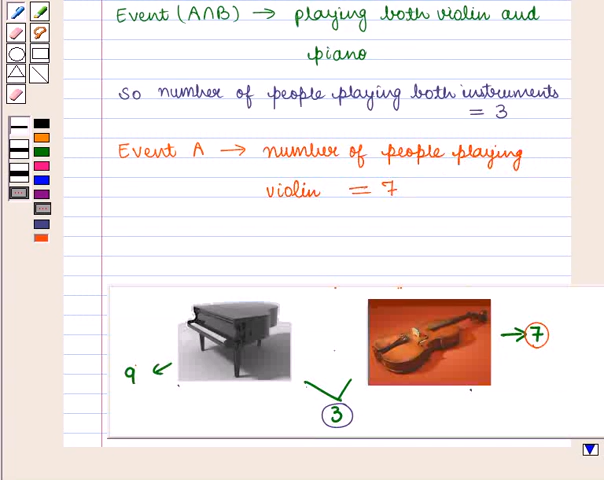 Event (A∩B) → playing both violin and
piano
So number of people playing both instruments
= 3
Event A → number of people playing
violin = 7
9 ← → 7
3